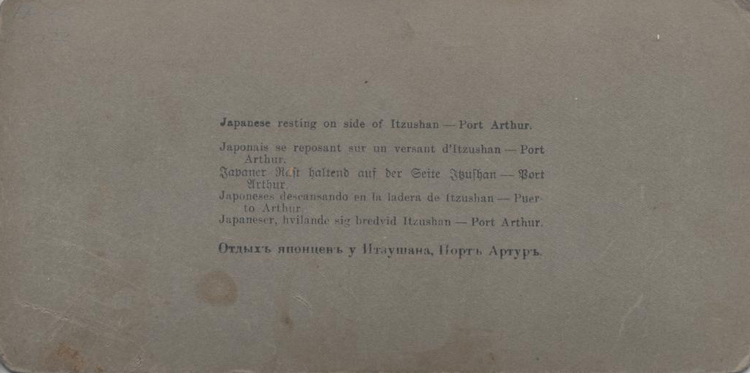 Japanese resting on side of Itzushan — Port Arthur.
Japonais se reposant sur un versant d'Itzushan — Port
Arthur.
Japaner Rast haltend auf der Seite Itzushan — Port
Arthur
Japoneses descansando en la ladera de Itzushan — Puer-
to Arthur.
Japaneser, hvilande sig bredvid Itzushan — Port Arthur.
Отдыхъ японцевъ у Итзушана, Портъ Артуръ.